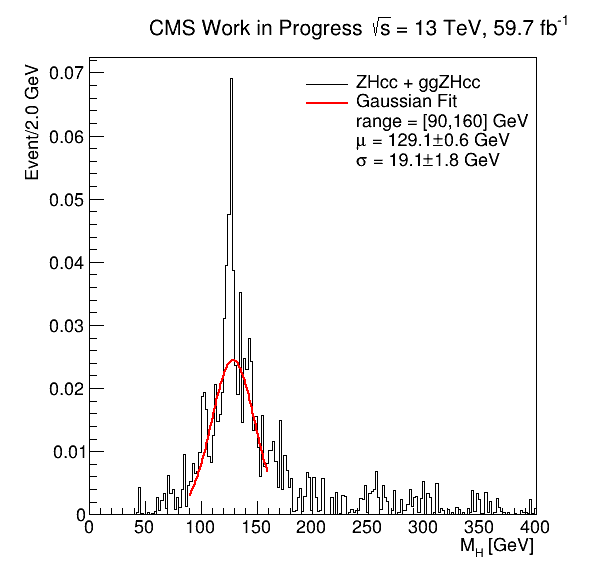 CMS Work in Progress √s = 13 TeV, 59.7 fb⁻¹
Event/2.0 GeV
0.07
0.06
0.05
0.04
0.03
0.02
0.01
0
ZHcc + ggZHcc
Gaussian Fit
range = [90,160] GeV
μ = 129.1±0.6 GeV
σ = 19.1±1.8 GeV
0 50 100 150 200 250 300 350 400
M_H [GeV]